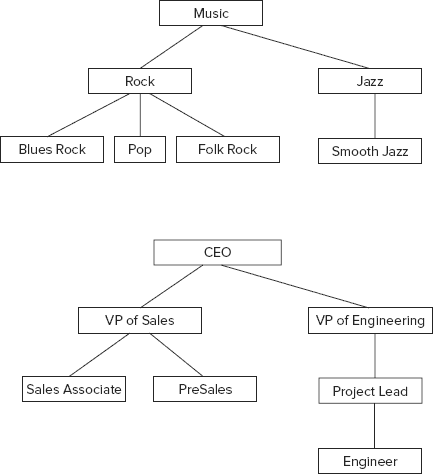 Music
Rock
Jazz
Blues Rock
Pop
Folk Rock
Smooth Jazz
CEO
VP of Sales
VP of Engineering
Sales Associate
PreSales
Project Lead
Engineer